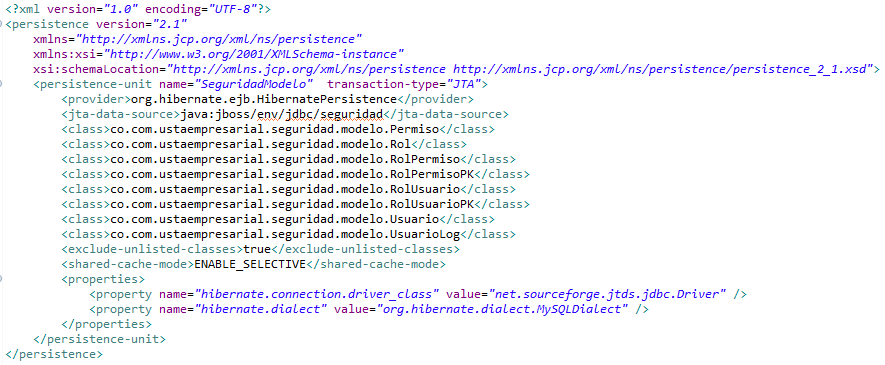 <?xml version="1.0" encoding="UTF-8"?>
<persistence version="2.1"
xmlns="http://xmlns.jcp.org/xml/ns/persistence"
xmlns:xsi="http://www.w3.org/2001/XMLSchema-instance"
xsi:schemaLocation="http://xmlns.jcp.org/xml/ns/persistence http://xmlns.jcp.org/xml/ns/persistence/persistence_2_1.xsd">
<persistence-unit name="SeguridadModelo" transaction-type="JTA">
<provider>org.hibernate.ejb.HibernatePersistence</provider>
<jta-data-source>java:jboss/env/jdbc/seguridad</jta-data-source>
<class>co.com.ustaempresarial.seguridad.modelo.Permiso</class>
<class>co.com.ustaempresarial.seguridad.modelo.Rol</class>
<class>co.com.ustaempresarial.seguridad.modelo.RolPermiso</class>
<class>co.com.ustaempresarial.seguridad.modelo.RolPermisoPK</class>
<class>co.com.ustaempresarial.seguridad.modelo.RolUsuario</class>
<class>co.com.ustaempresarial.seguridad.modelo.RolUsuarioPK</class>
<class>co.com.ustaempresarial.seguridad.modelo.Usuario</class>
<class>co.com.ustaempresarial.seguridad.modelo.UsuarioLog</class>
<exclude-unlisted-classes>true</exclude-unlisted-classes>
<shared-cache-mode>ENABLE_SELECTIVE</shared-cache-mode>
<properties>
<property name="hibernate.connection.driver_class" value="net.sourceforge.jtds.jdbc.Driver" />
<property name="hibernate.dialect" value="org.hibernate.dialect.MySQLDialect" />
</properties>
</persistence-unit>
</persistence>